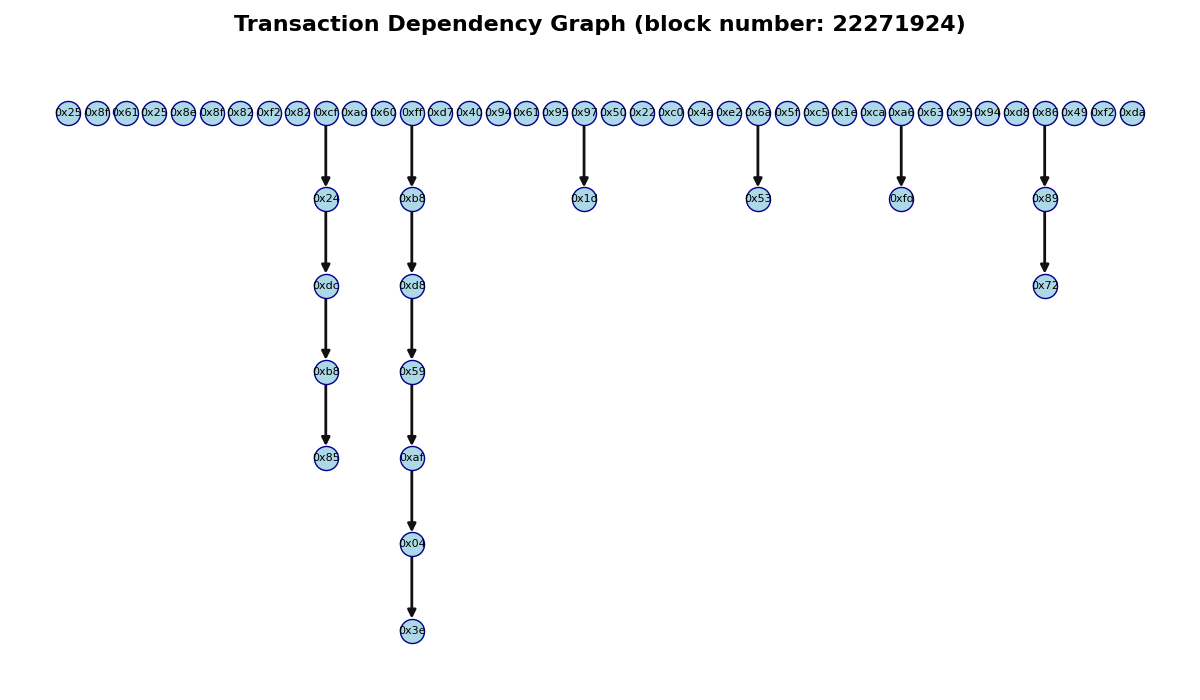 Transaction Dependency Graph (block number: 22271924)
0x25 0x8f 0x61 0x25 0x8e 0x8f 0x82 0xf2 0x82 0xcf 0xad 0x60 0xff 0xd7 0x40 0x94 0x61 0x95 0x97 0x50 0x22 0xc0 0x4a 0xe2 0x6a 0x5f 0xc5 0x1e 0xca 0xa6 0x63 0x95 0x94 0xd8 0x86 0x49 0xf2 0xda
0x24 0xb8 0x1d 0x53 0xfd 0x89
0xdc 0xd8 0x72
0xb8 0x59
0x85 0xaf
0x04
0x3e